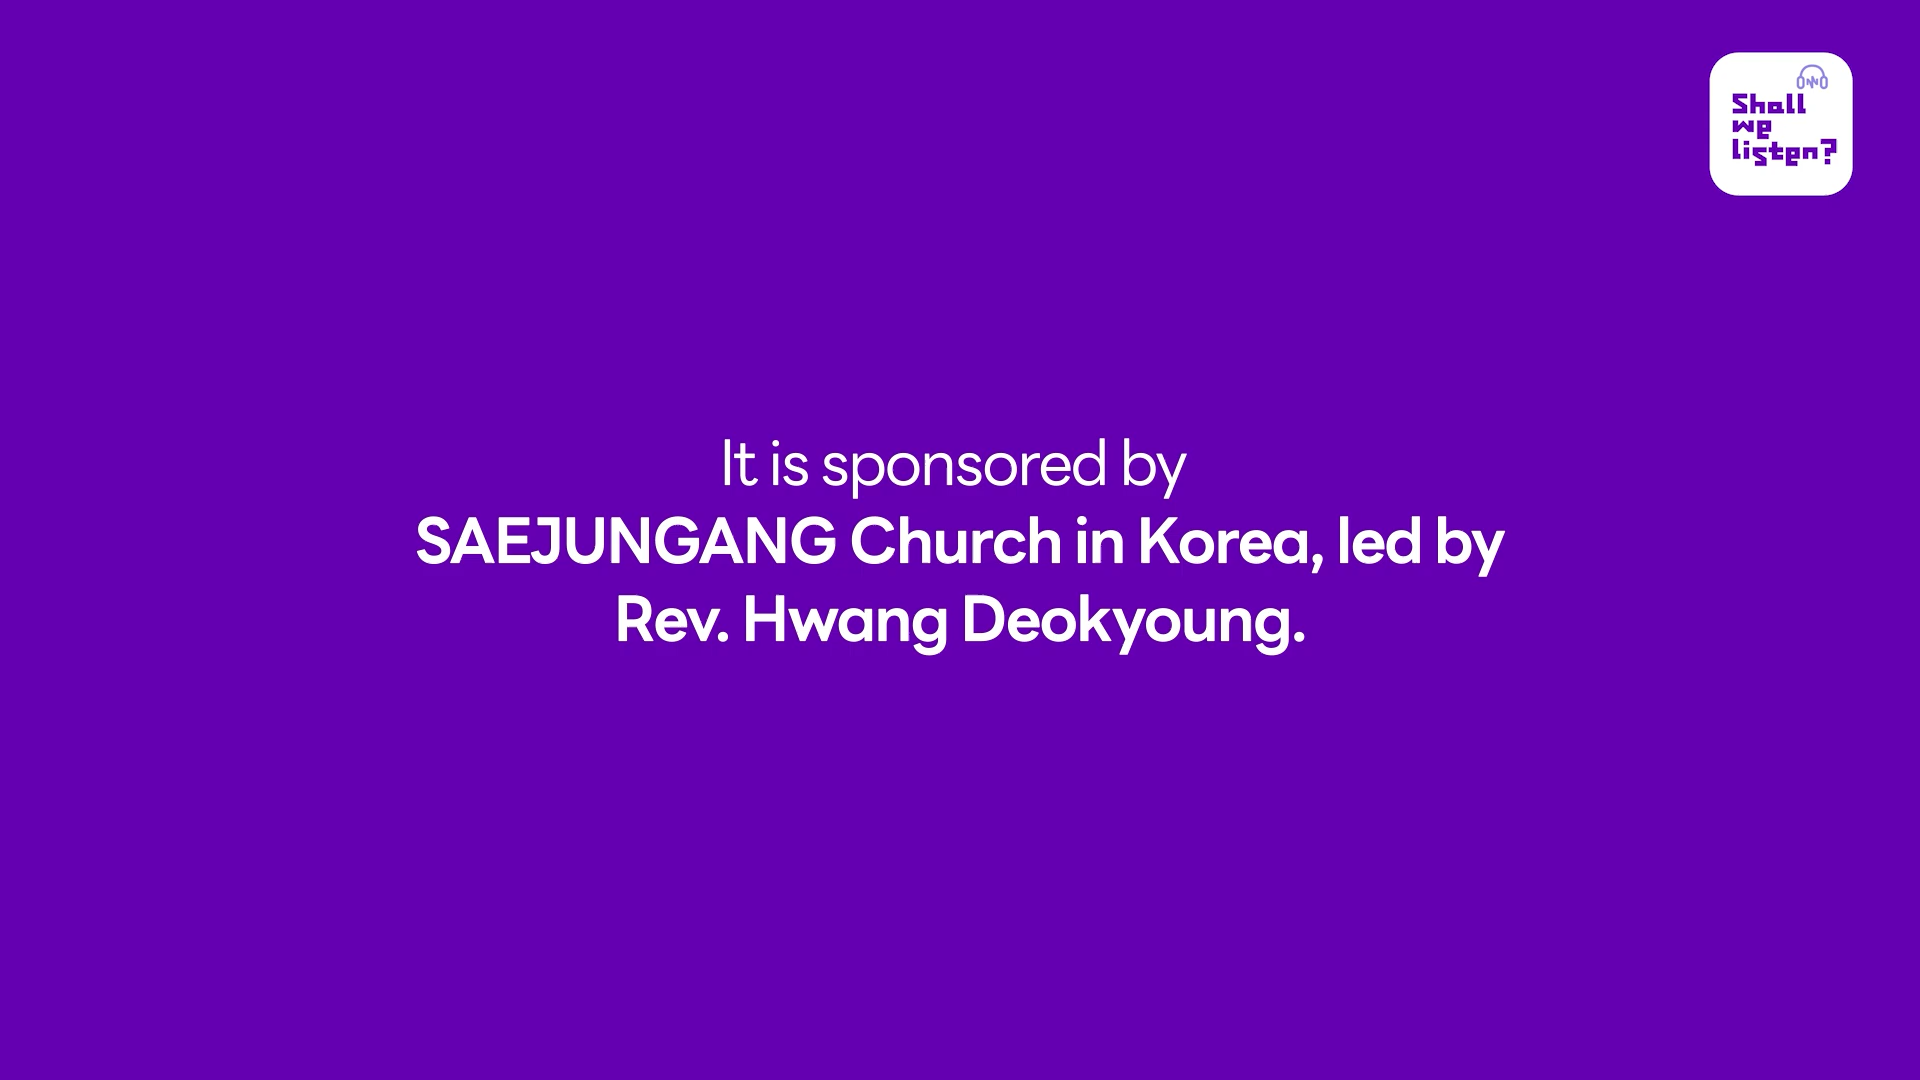 Shall
we
listen?
It is sponsored by
SAEJUNGANG Church in Korea, led by
Rev. Hwang Deokyoung.